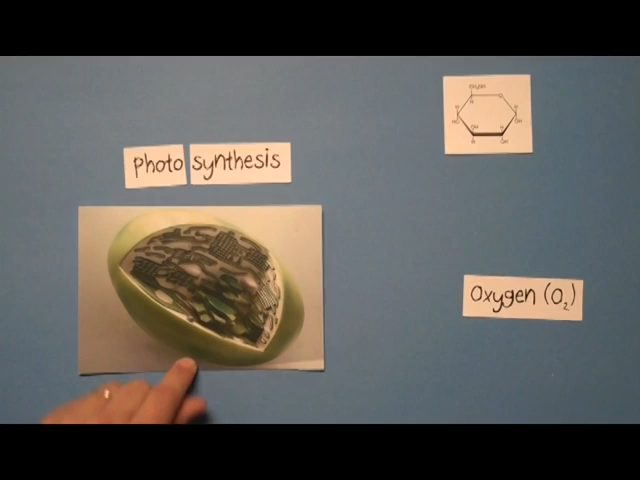 photo synthesis
Oxygen (O₂)